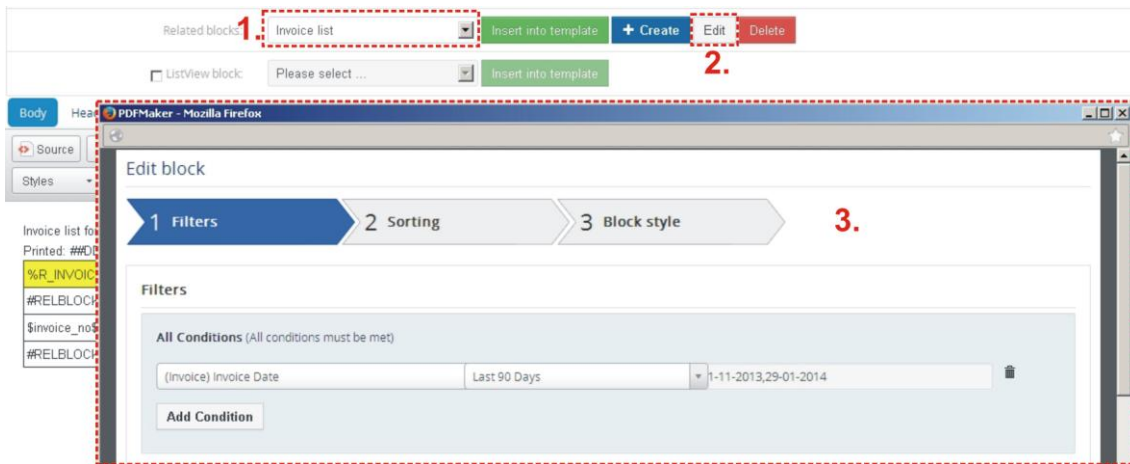 Related blocks: 1. Invoice list Insert into template + Create Edit Delete
2.
ListView block: Please select ... Insert into template
Body Hea PDFMaker - Mozilla Firefox
Source
Styles
Edit block
1 Filters 2 Sorting 3 Block style 3.
Invoice list fo
Printed: ##D
%R_INVOIC
#RELBLOCK
$invoice_no$
#RELBLOCK
Filters
All Conditions (All conditions must be met)
(Invoice) Invoice Date Last 90 Days 1-11-2013,29-01-2014
Add Condition